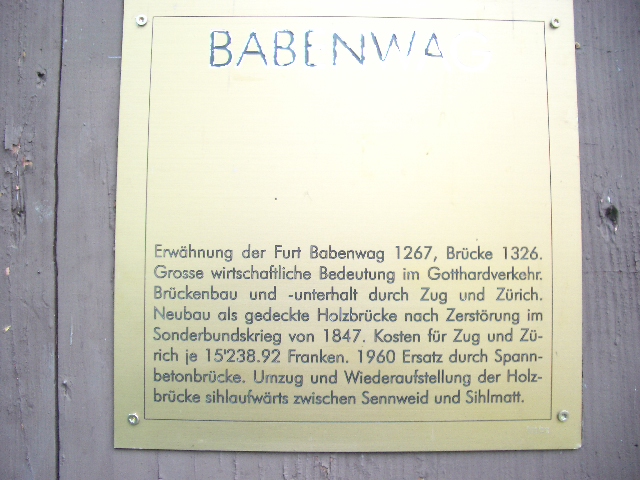 BABENWAG
Erwähnung der Furt Babenwag 1267, Brücke 1326.
Grosse wirtschaftliche Bedeutung im Gotthardverkehr.
Brückenbau und -unterhalt durch Zug und Zürich.
Neubau als gedeckte Holzbrücke nach Zerstörung im
Sonderbundskrieg von 1847. Kosten für Zug und Zü-
rich je 15'238.92 Franken. 1960 Ersatz durch Spann-
betonbrücke. Umzug und Wiederaufstellung der Holz-
brücke sihlaufwärts zwischen Sennweid und Sihlmatt.